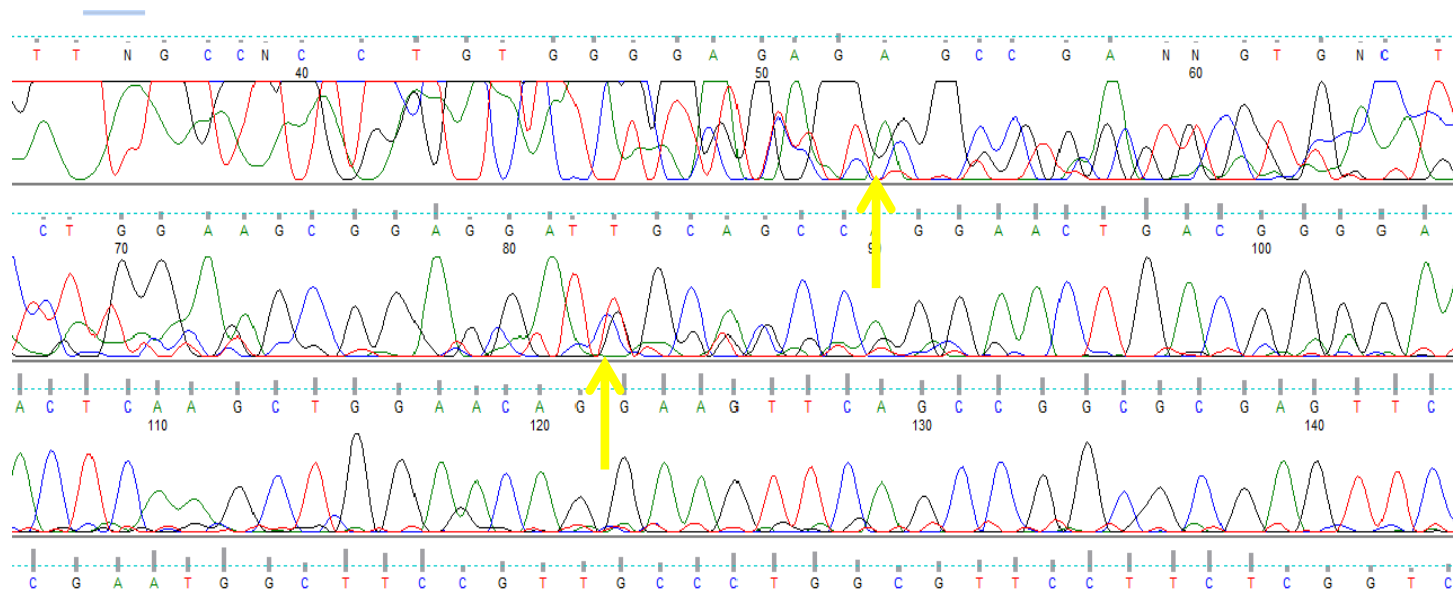 T T N G C C N C C T G T G G G G A G A G A G C C G A N N G T G N C T
40 50 60
C T G G A A G C G G A G G A T T G C A G C C A G G A A C T G A C G G G G A
70 80 90 100
A C T C A A G C T G G A A C A G G A A G T T C A G C C G G C G C G A G T T C
110 120 130 140
C G A A T G G C T T C C G T T G C C C T G G C G T T C C T T C T C G G T C